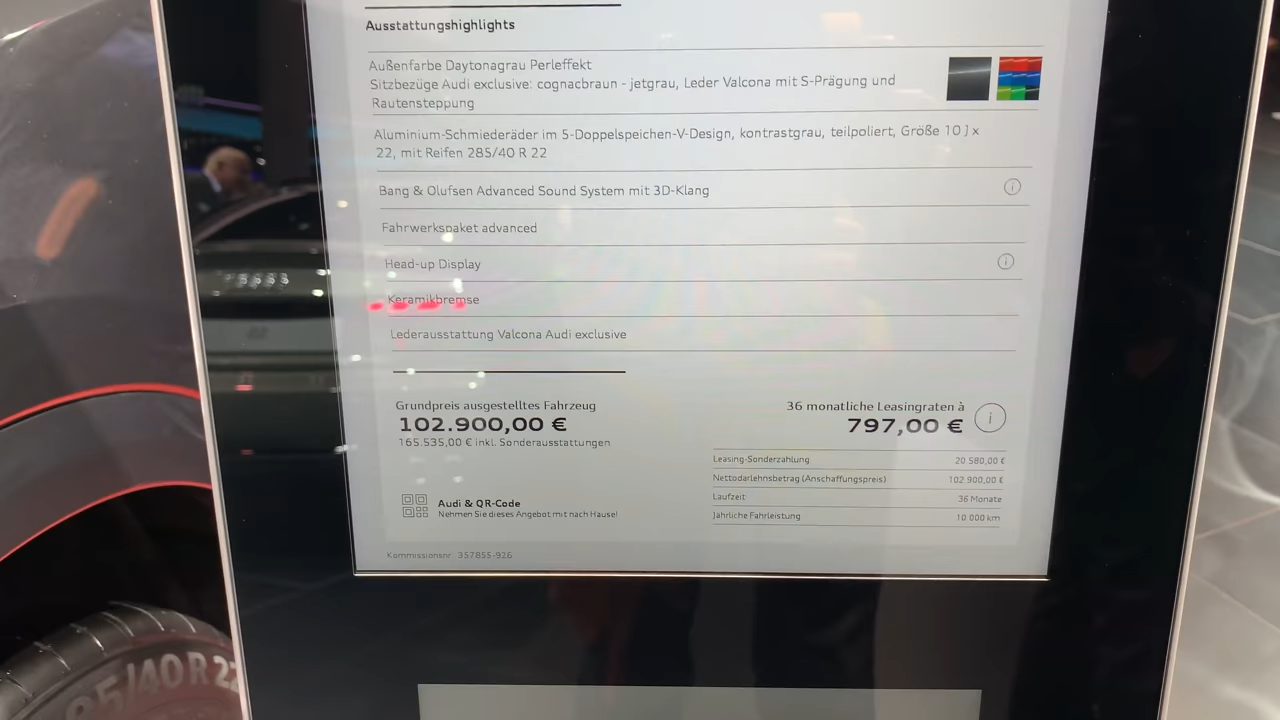 Ausstattungshighlights
Außenfarbe Daytonagrau Perleffekt
Sitzbezüge Audi exclusive: cognacbraun - jetgrau, Leder Valcona mit S-Prägung und
Rautensteppung
Aluminium-Schmiederäder im 5-Doppelspeichen-V-Design, kontrastgrau, teilpoliert, Größe 10 J x
22, mit Reifen 285/40 R 22
Bang & Olufsen Advanced Sound System mit 3D-Klang
Fahrwerkspaket advanced
Head-up Display
Keramikbremse
Lederausstattung Valcona Audi exclusive
Grundpreis ausgestelltes Fahrzeug
102.900,00 €
165.535,00 € inkl. Sonderausstattungen
36 monatliche Leasingraten à
797,00 €
Leasing-Sonderzahlung 20 580,00 €
Nettodarlehnsbetrag (Anschaffungspreis) 102 900,00 €
Laufzeit 36 Monate
Jährliche Fahrleistung 10 000 km
Audi & QR-Code
Nehmen Sie dieses Angebot mit nach Hause!
Kommissionsnr. 357855-926
85/40 R 22